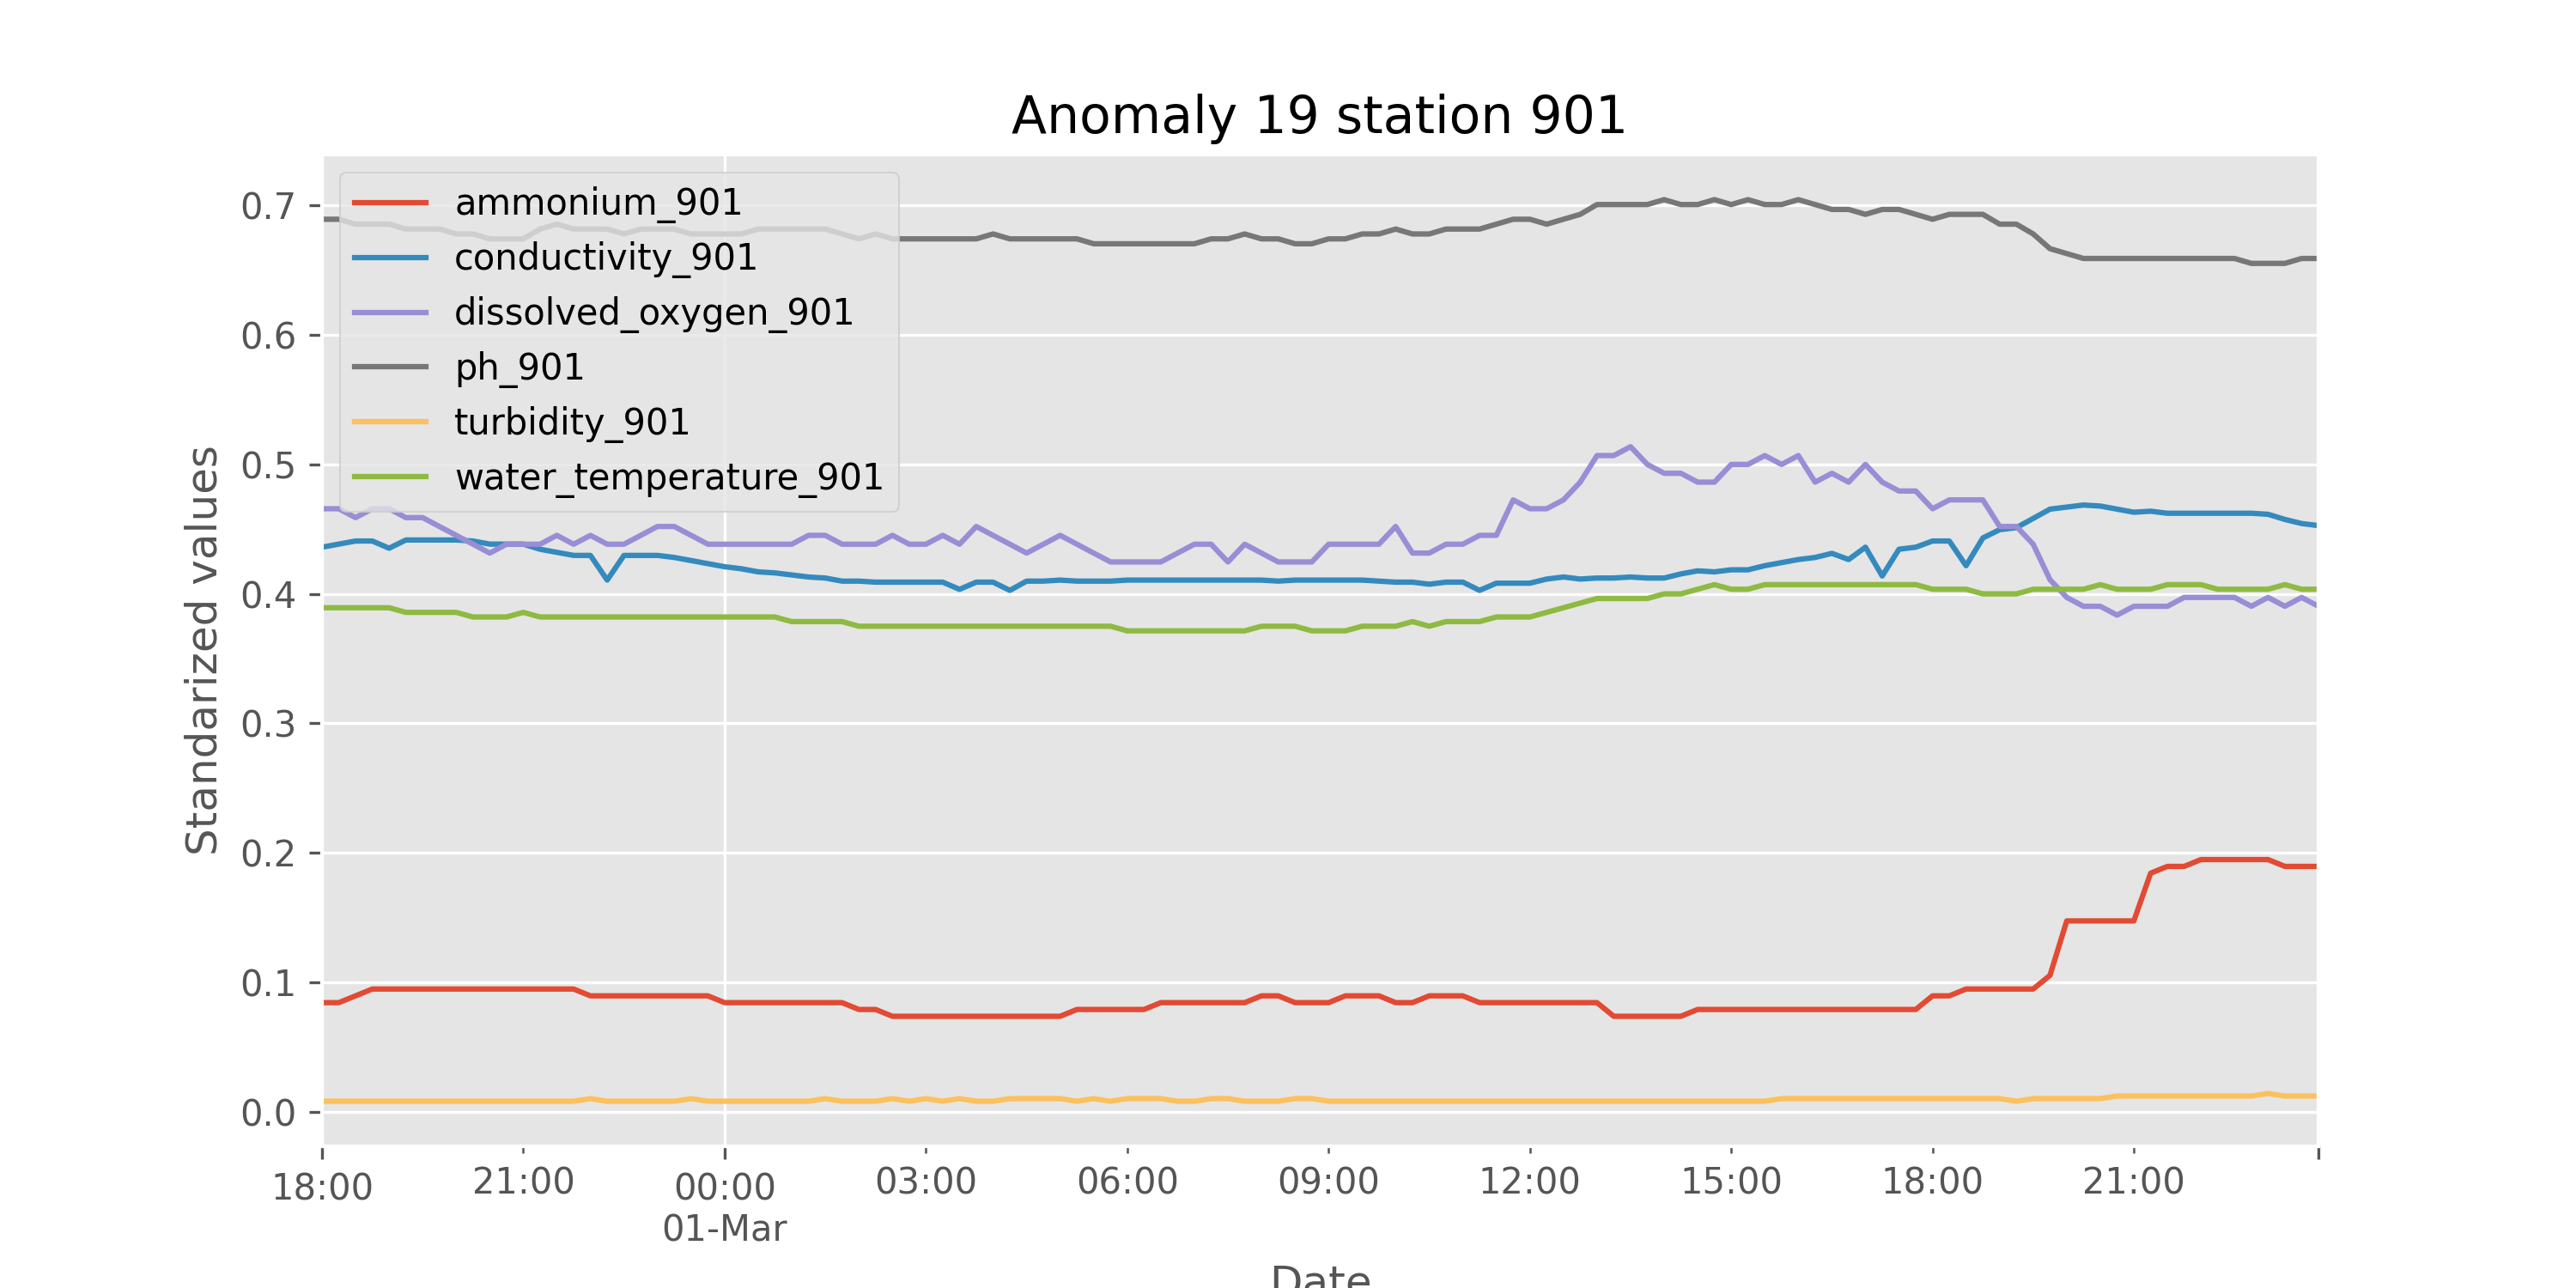 Anomaly 19 station 901
ammonium_901
conductivity_901
dissolved_oxygen_901
ph_901
turbidity_901
water_temperature_901
Standarized values
0.7
0.6
0.5
0.4
0.3
0.2
0.1
0.0
18:00 21:00 00:00 03:00 06:00 09:00 12:00 15:00 18:00 21:00
01-Mar
Date